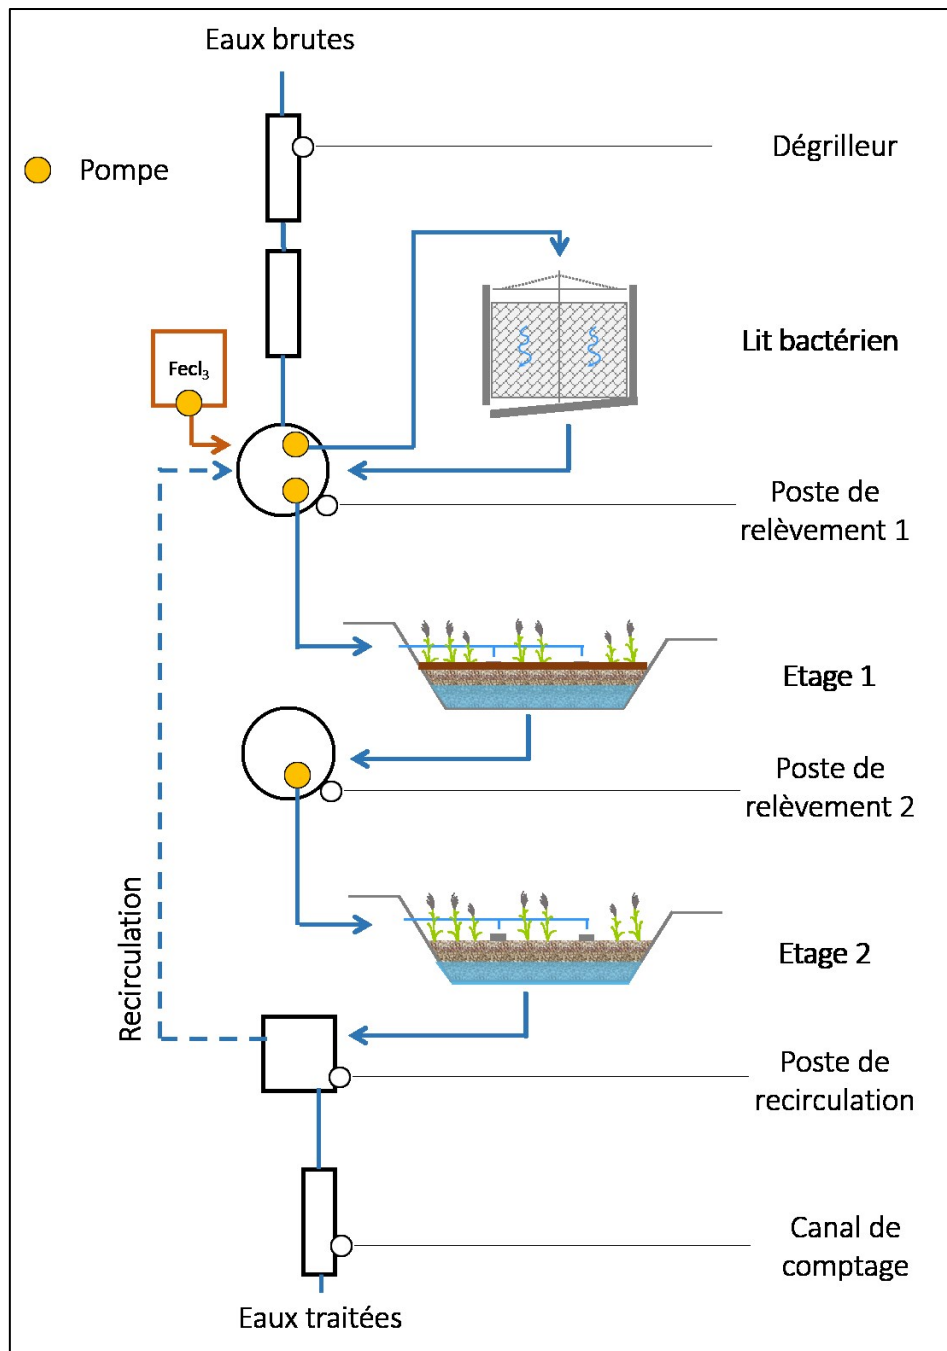 Eaux brutes
Dégrilleur
Pompe
Lit bactérien
Fecl₃
Poste de
relèvement 1
Etage 1
Poste de
relèvement 2
Recirculation
Etage 2
Poste de
recirculation
Canal de
comptage
Eaux traitées